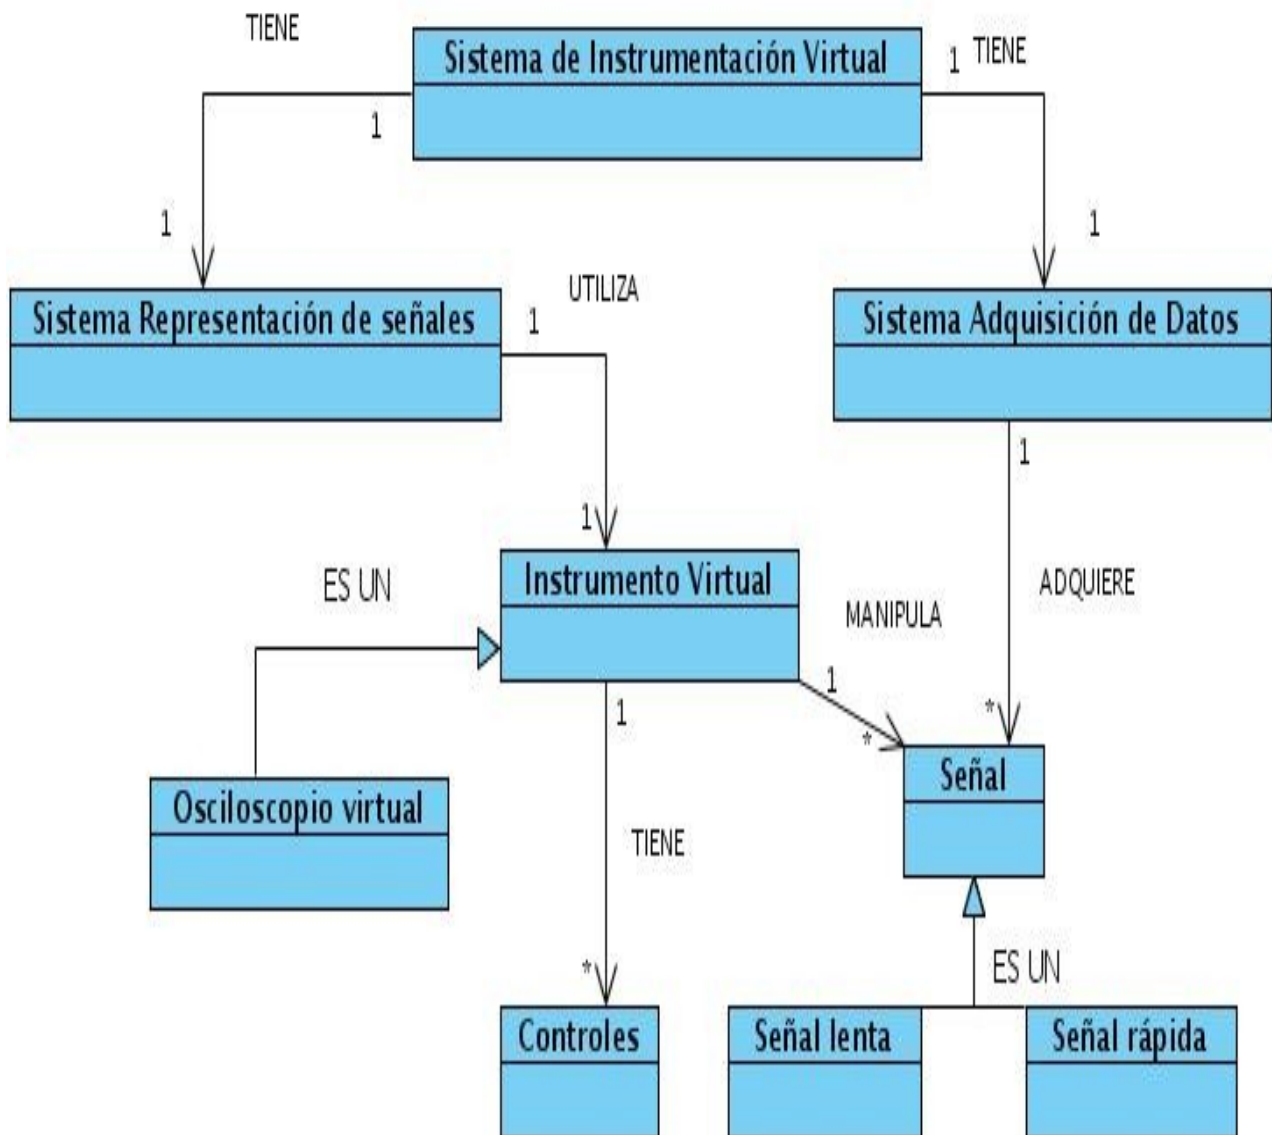 TIENE
Sistema de Instrumentación Virtual
1 TIENE
1
1
1
Sistema Representación de señales
1
UTILIZA
Sistema Adquisición de Datos
1
1
Instrumento Virtual
ES UN
ADQUIERE
MANIPULA
1
*
1
*
Señal
Osciloscopio virtual
TIENE
*
ES UN
Controles
Señal lenta
Señal rápida